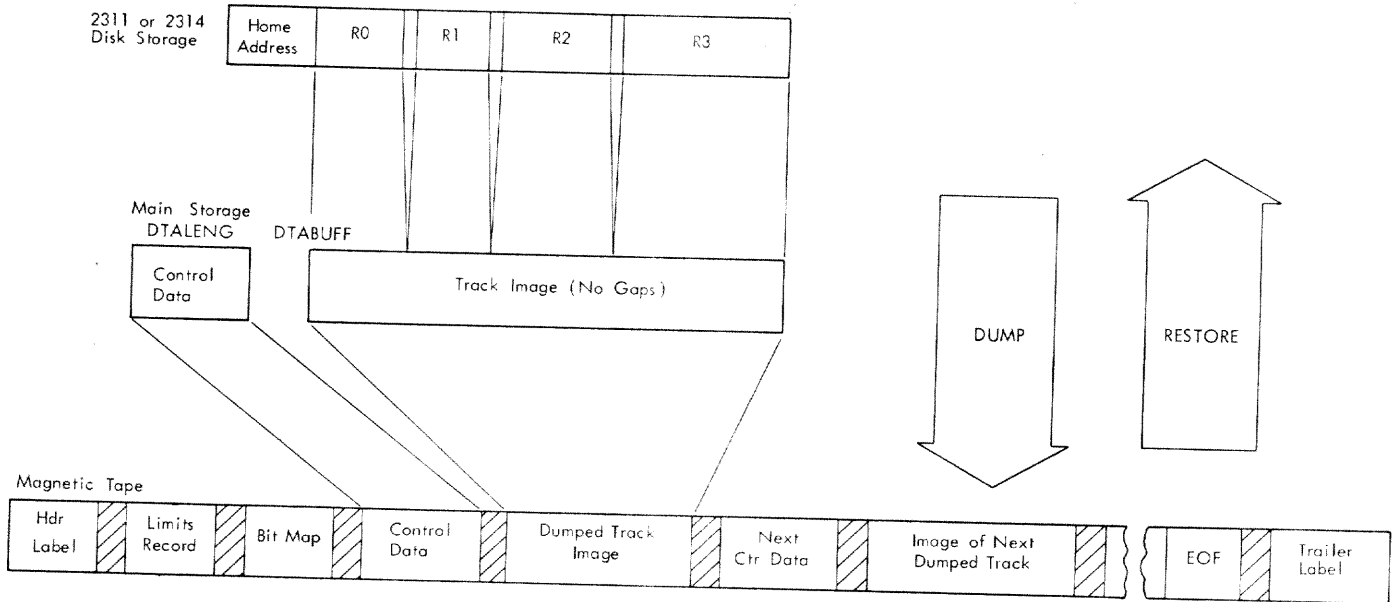 2311 or 2314
Disk Storage
Home
Address
R0
R1
R2
R3
Main Storage
DTALENG
DTABUFF
Control
Data
Track Image (No Gaps)
DUMP
RESTORE
Magnetic Tape
Hdr
Label
Limits
Record
Bit Map
Control
Data
Dumped Track
Image
Next
Ctr Data
Image of Next
Dumped Track
EOF
Trailer
Label